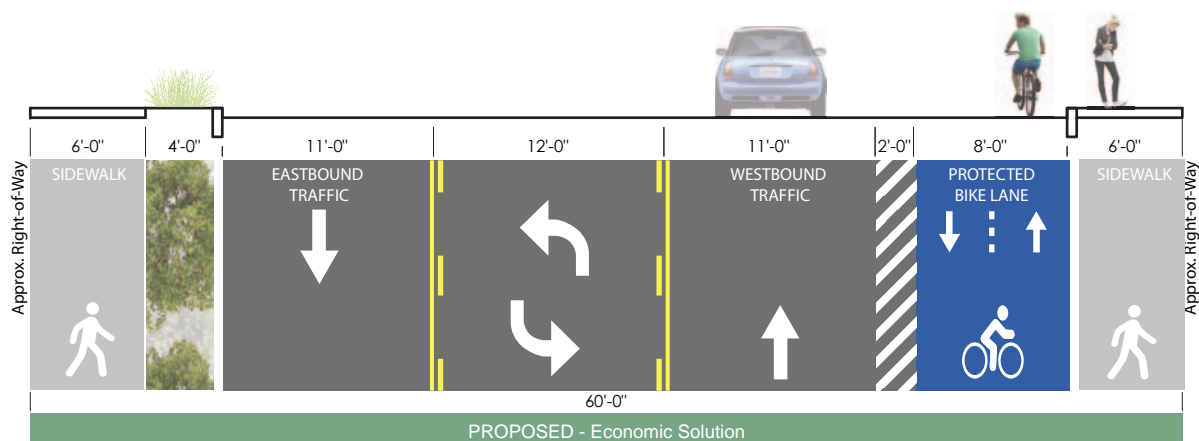 6'-0" 4'-0" 11'-0" 12'-0" 11'-0" 2'-0" 8'-0" 6'-0"
Approx. Right-of-Way
SIDEWALK
EASTBOUND
TRAFFIC
WESTBOUND
TRAFFIC
PROTECTED
BIKE LANE
SIDEWALK
Approx. Right-of-Way
60'-0"
PROPOSED - Economic Solution